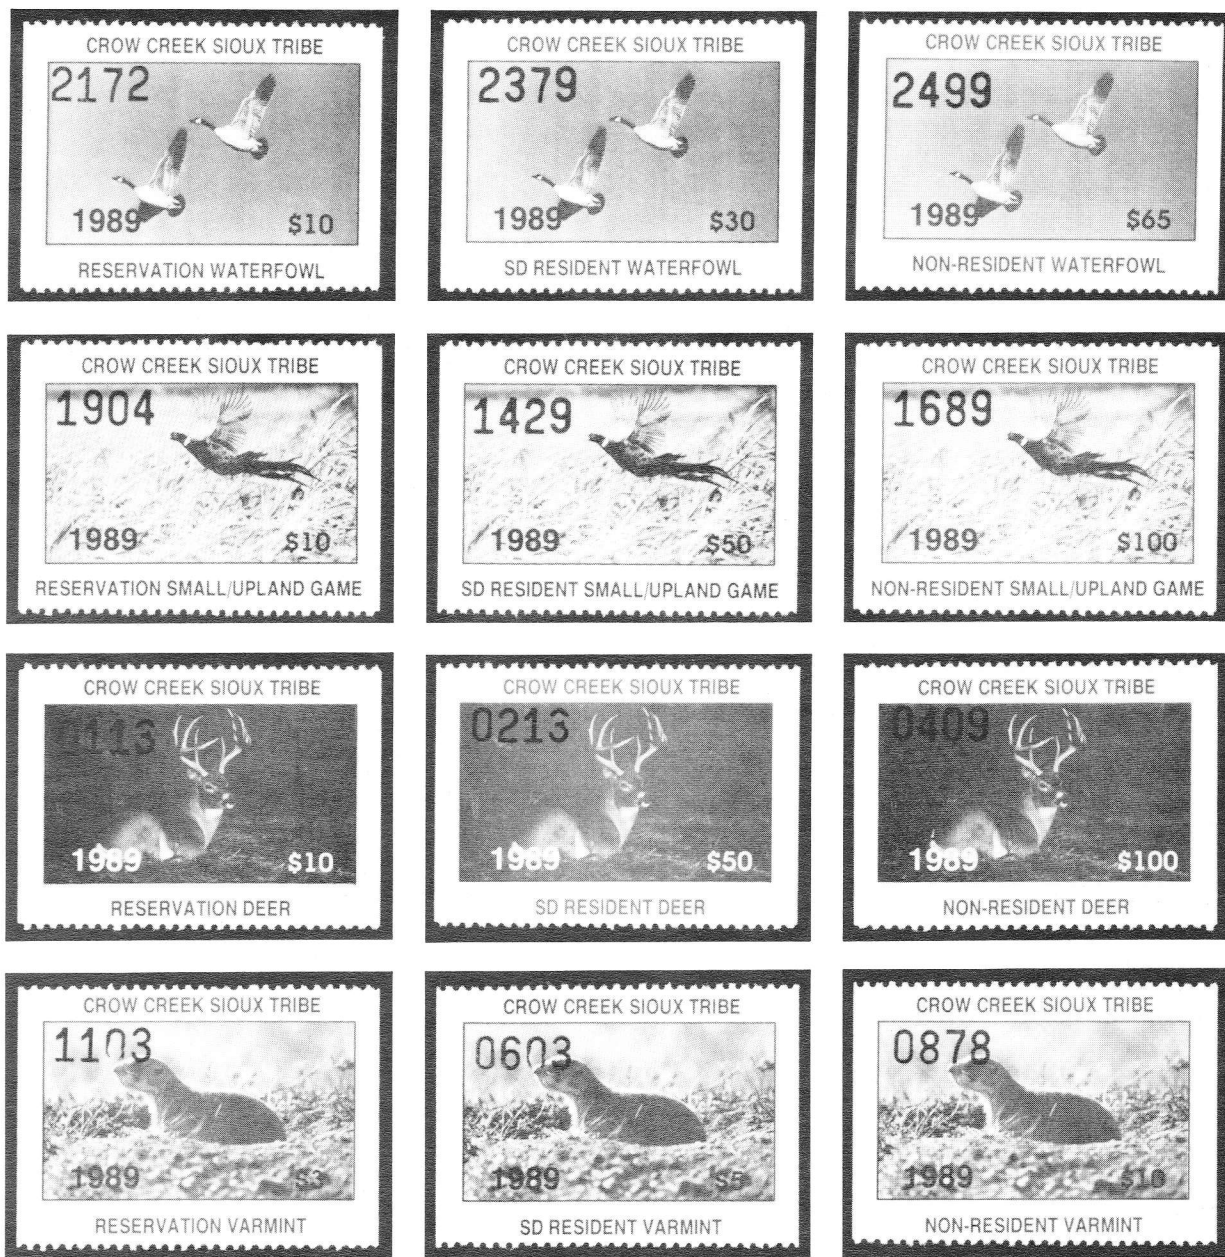 CROW CREEK SIOUX TRIBE
2172
1989 $10
RESERVATION WATERFOWL
CROW CREEK SIOUX TRIBE
2379
1989 $30
SD RESIDENT WATERFOWL
CROW CREEK SIOUX TRIBE
2499
1989 $65
NON-RESIDENT WATERFOWL
CROW CREEK SIOUX TRIBE
1904
1989 $10
RESERVATION SMALL/UPLAND GAME
CROW CREEK SIOUX TRIBE
1429
1989 $50
SD RESIDENT SMALL/UPLAND GAME
CROW CREEK SIOUX TRIBE
1689
1989 $100
NON-RESIDENT SMALL/UPLAND GAME
CROW CREEK SIOUX TRIBE
0113
1989 $10
RESERVATION DEER
CROW CREEK SIOUX TRIBE
0213
1989 $50
SD RESIDENT DEER
CROW CREEK SIOUX TRIBE
0409
1989 $100
NON-RESIDENT DEER
CROW CREEK SIOUX TRIBE
1103
1989 $3
RESERVATION VARMINT
CROW CREEK SIOUX TRIBE
0603
1989 $5
SD RESIDENT VARMINT
CROW CREEK SIOUX TRIBE
0878
1989 $10
NON-RESIDENT VARMINT